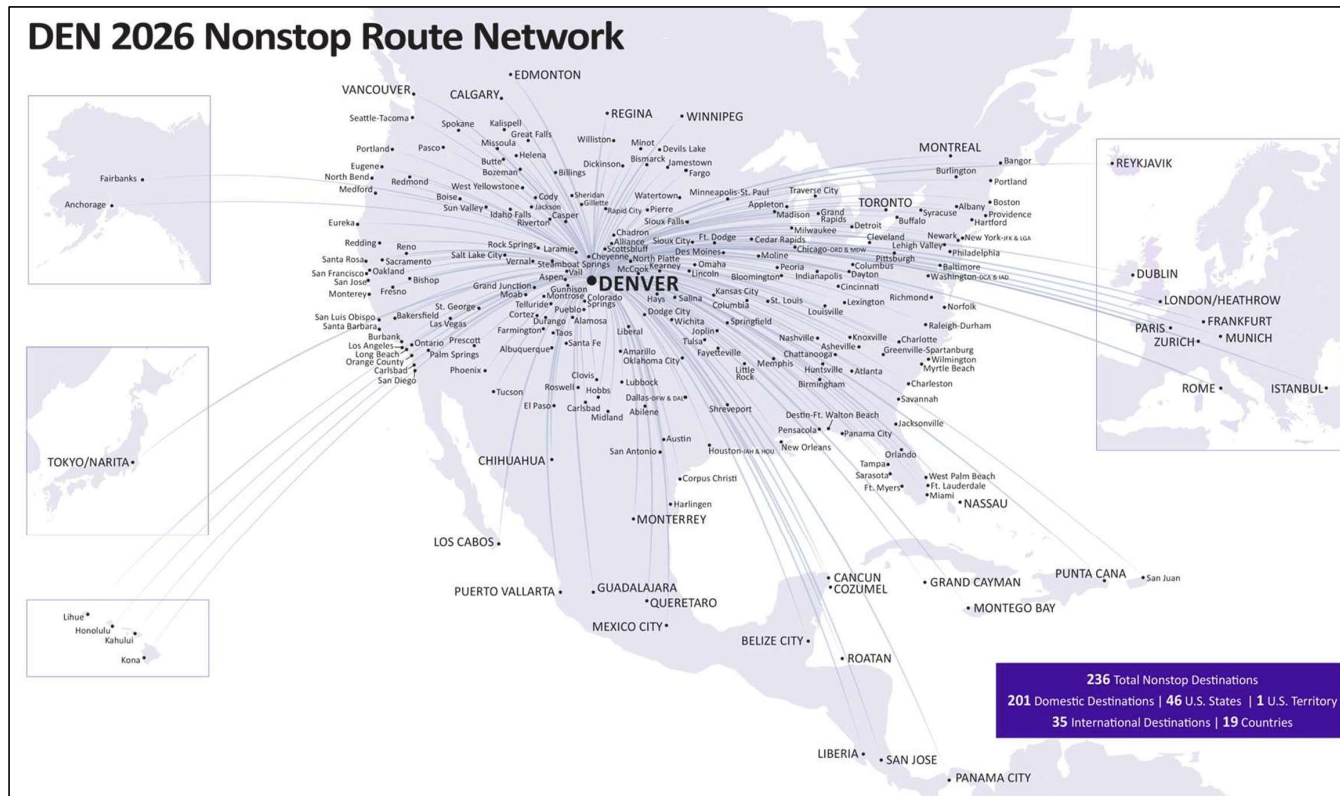 DEN 2026 Nonstop Route Network
EDMONTON
VANCOUVER
CALGARY
REGINA
WINNIPEG
MONTREAL
TORONTO
Seattle-Tacoma
Spokane
Kalispell
Great Falls
Missoula
Helena
Butte
Bozeman
Billings
Williston
Minot
Devils Lake
Bismarck
Dickinson
Jamestown
Fargo
Portland
Pasco
Eugene
North Bend
Medford
Redmond
West Yellowstone
Boise
Sun Valley
Idaho Falls
Cody
Jackson
Riverton
Casper
Sheridan
Gillette
Rapid City
Watertown
Pierre
Sioux Falls
Minneapolis-St. Paul
Traverse City
Appleton
Madison
Grand
Rapids
Milwaukee
Detroit
Buffalo
Syracuse
Albany
Burlington
Bangor
Portland
Boston
Providence
Hartford
Newark
New York-JFK & LGA
Lehigh Valley
Philadelphia
Cleveland
Pittsburgh
Baltimore
Washington-DCA & IAD
Eureka
Redding
Reno
Sacramento
Santa Rosa
San Francisco
Oakland
San Jose
Bishop
Monterey
Fresno
Rock Springs
Salt Lake City
Vernal
Laramie
Steamboat Springs
Vail
Aspen
Gunnison
Grand Junction
Moab
Montrose
Telluride
Colorado
Springs
Pueblo
Cortez
Durango
Alamosa
Chadron
Alliance
Scottsbluff
Cheyenne
North Platte
Sioux City
Ft. Dodge
Des Moines
Cedar Rapids
Chicago-ORD & MDW
Moline
Omaha
Kearney
McCook
Lincoln
Bloomington
Peoria
Indianapolis
Columbus
Dayton
Cincinnati
DENVER
Hays
Salina
Kansas City
Columbia
St. Louis
Louisville
Lexington
Richmond
Norfolk
San Luis Obispo
Santa Barbara
Bakersfield
St. George
Las Vegas
Farmington
Taos
Dodge City
Wichita
Liberal
Joplin
Springfield
Tulsa
Fayetteville
Nashville
Knoxville
Asheville
Charlotte
Raleigh-Durham
Burbank
Los Angeles
Long Beach
Orange County
Carlsbad
San Diego
Ontario
Prescott
Palm Springs
Phoenix
Tucson
Albuquerque
Santa Fe
Amarillo
Oklahoma City
Little
Rock
Memphis
Chattanooga
Huntsville
Birmingham
Greenville-Spartanburg
Wilmington
Myrtle Beach
Atlanta
Charleston
Savannah
Clovis
Roswell
Hobbs
Lubbock
El Paso
Carlsbad
Midland
Abilene
Dallas-DFW & DAL
Shreveport
Destin-Ft. Walton Beach
Pensacola
Panama City
Jacksonville
New Orleans
Austin
San Antonio
Houston-IAH & HOU
Orlando
Tampa
Sarasota
Ft. Myers
West Palm Beach
Ft. Lauderdale
Miami
Corpus Christi
Harlingen
CHIHUAHUA
MONTERREY
NASSAU
LOS CABOS
PUERTO VALLARTA
GUADALAJARA
QUERETARO
MEXICO CITY
CANCUN
COZUMEL
GRAND CAYMAN
MONTEGO BAY
PUNTA CANA
San Juan
BELIZE CITY
ROATAN
LIBERIA
SAN JOSE
PANAMA CITY
Fairbanks
Anchorage
TOKYO/NARITA
Lihue
Honolulu
Kahului
Kona
REYKJAVIK
DUBLIN
LONDON/HEATHROW
PARIS
FRANKFURT
ZURICH
MUNICH
ROME
ISTANBUL
236 Total Nonstop Destinations
201 Domestic Destinations | 46 U.S. States | 1 U.S. Territory
35 International Destinations | 19 Countries